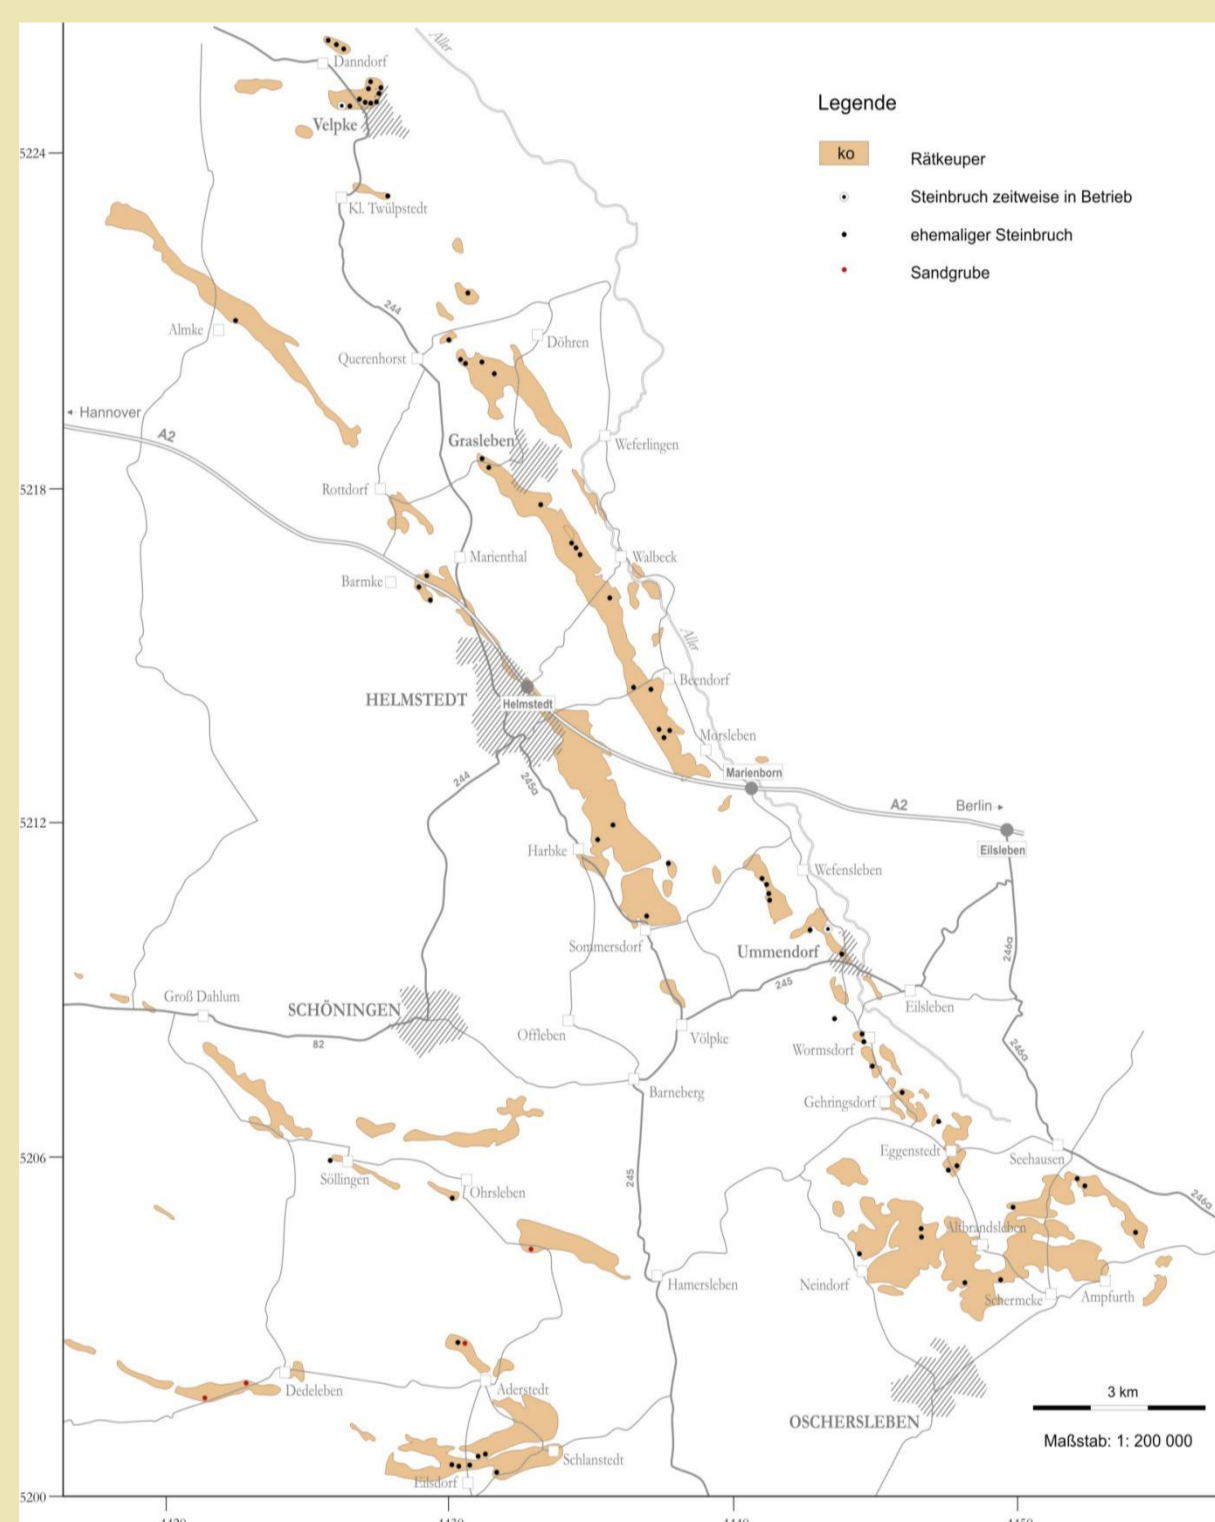 Aller
Danndorf
Legende
Velpke
ko
Rätkeuper
5224
Steinbruch zeitweise in Betrieb
Kl. Twülpstedt
ehemaliger Steinbruch
Sandgrube
244
Almke
Döhren
Querenhorst
Hannover
A2
Grasleben
Weferlingen
5218
Rottdorf
Marienthal
Walbeck
Barmke
Aller
Beendorf
HELMSTEDT
Helmstedt
Morsleben
Marienborn
244
245a
A2
Berlin
5212
Harbke
Eilsleben
Wefensleben
Sommersdorf
Ummendorf
246a
245
Groß Dahlum
SCHÖNINGEN
Eilsleben
Offleben
Völpke
82
Wormsdorf
246a
Barneberg
Gehringsdorf
Eggenstedt
5206
Seehausen
Söllingen
245
Ohrsleben
246a
Altbrandsleben
Hamersleben
Neindorf
Schermcke
Ampfurth
Dedeleben
Aderstedt
3 km
OSCHERSLEBEN
Maßstab: 1: 200 000
Schlanstedt
Eilsdorf
5200